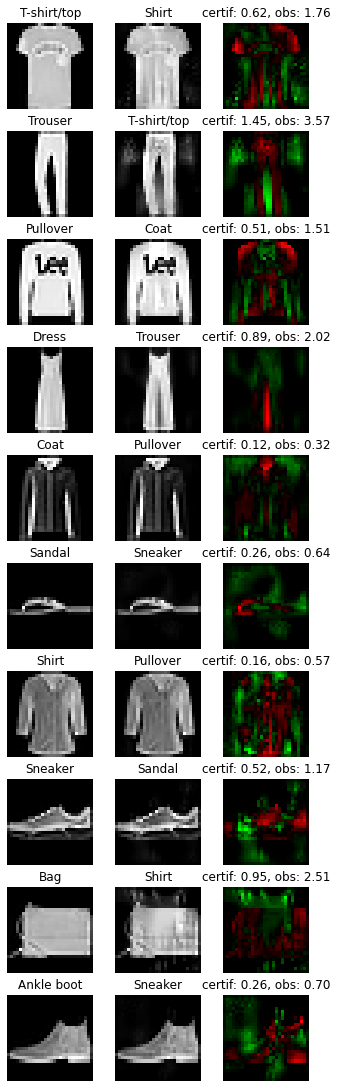 T-shirt/top Shirt certif: 0.62, obs: 1.76
Trouser T-shirt/top certif: 1.45, obs: 3.57
Pullover Coat certif: 0.51, obs: 1.51
Lee Lee
Dress Trouser certif: 0.89, obs: 2.02
Coat Pullover certif: 0.12, obs: 0.32
Sandal Sneaker certif: 0.26, obs: 0.64
Shirt Pullover certif: 0.16, obs: 0.57
Sneaker Sandal certif: 0.52, obs: 1.17
Bag Shirt certif: 0.95, obs: 2.51
Ankle boot Sneaker certif: 0.26, obs: 0.70